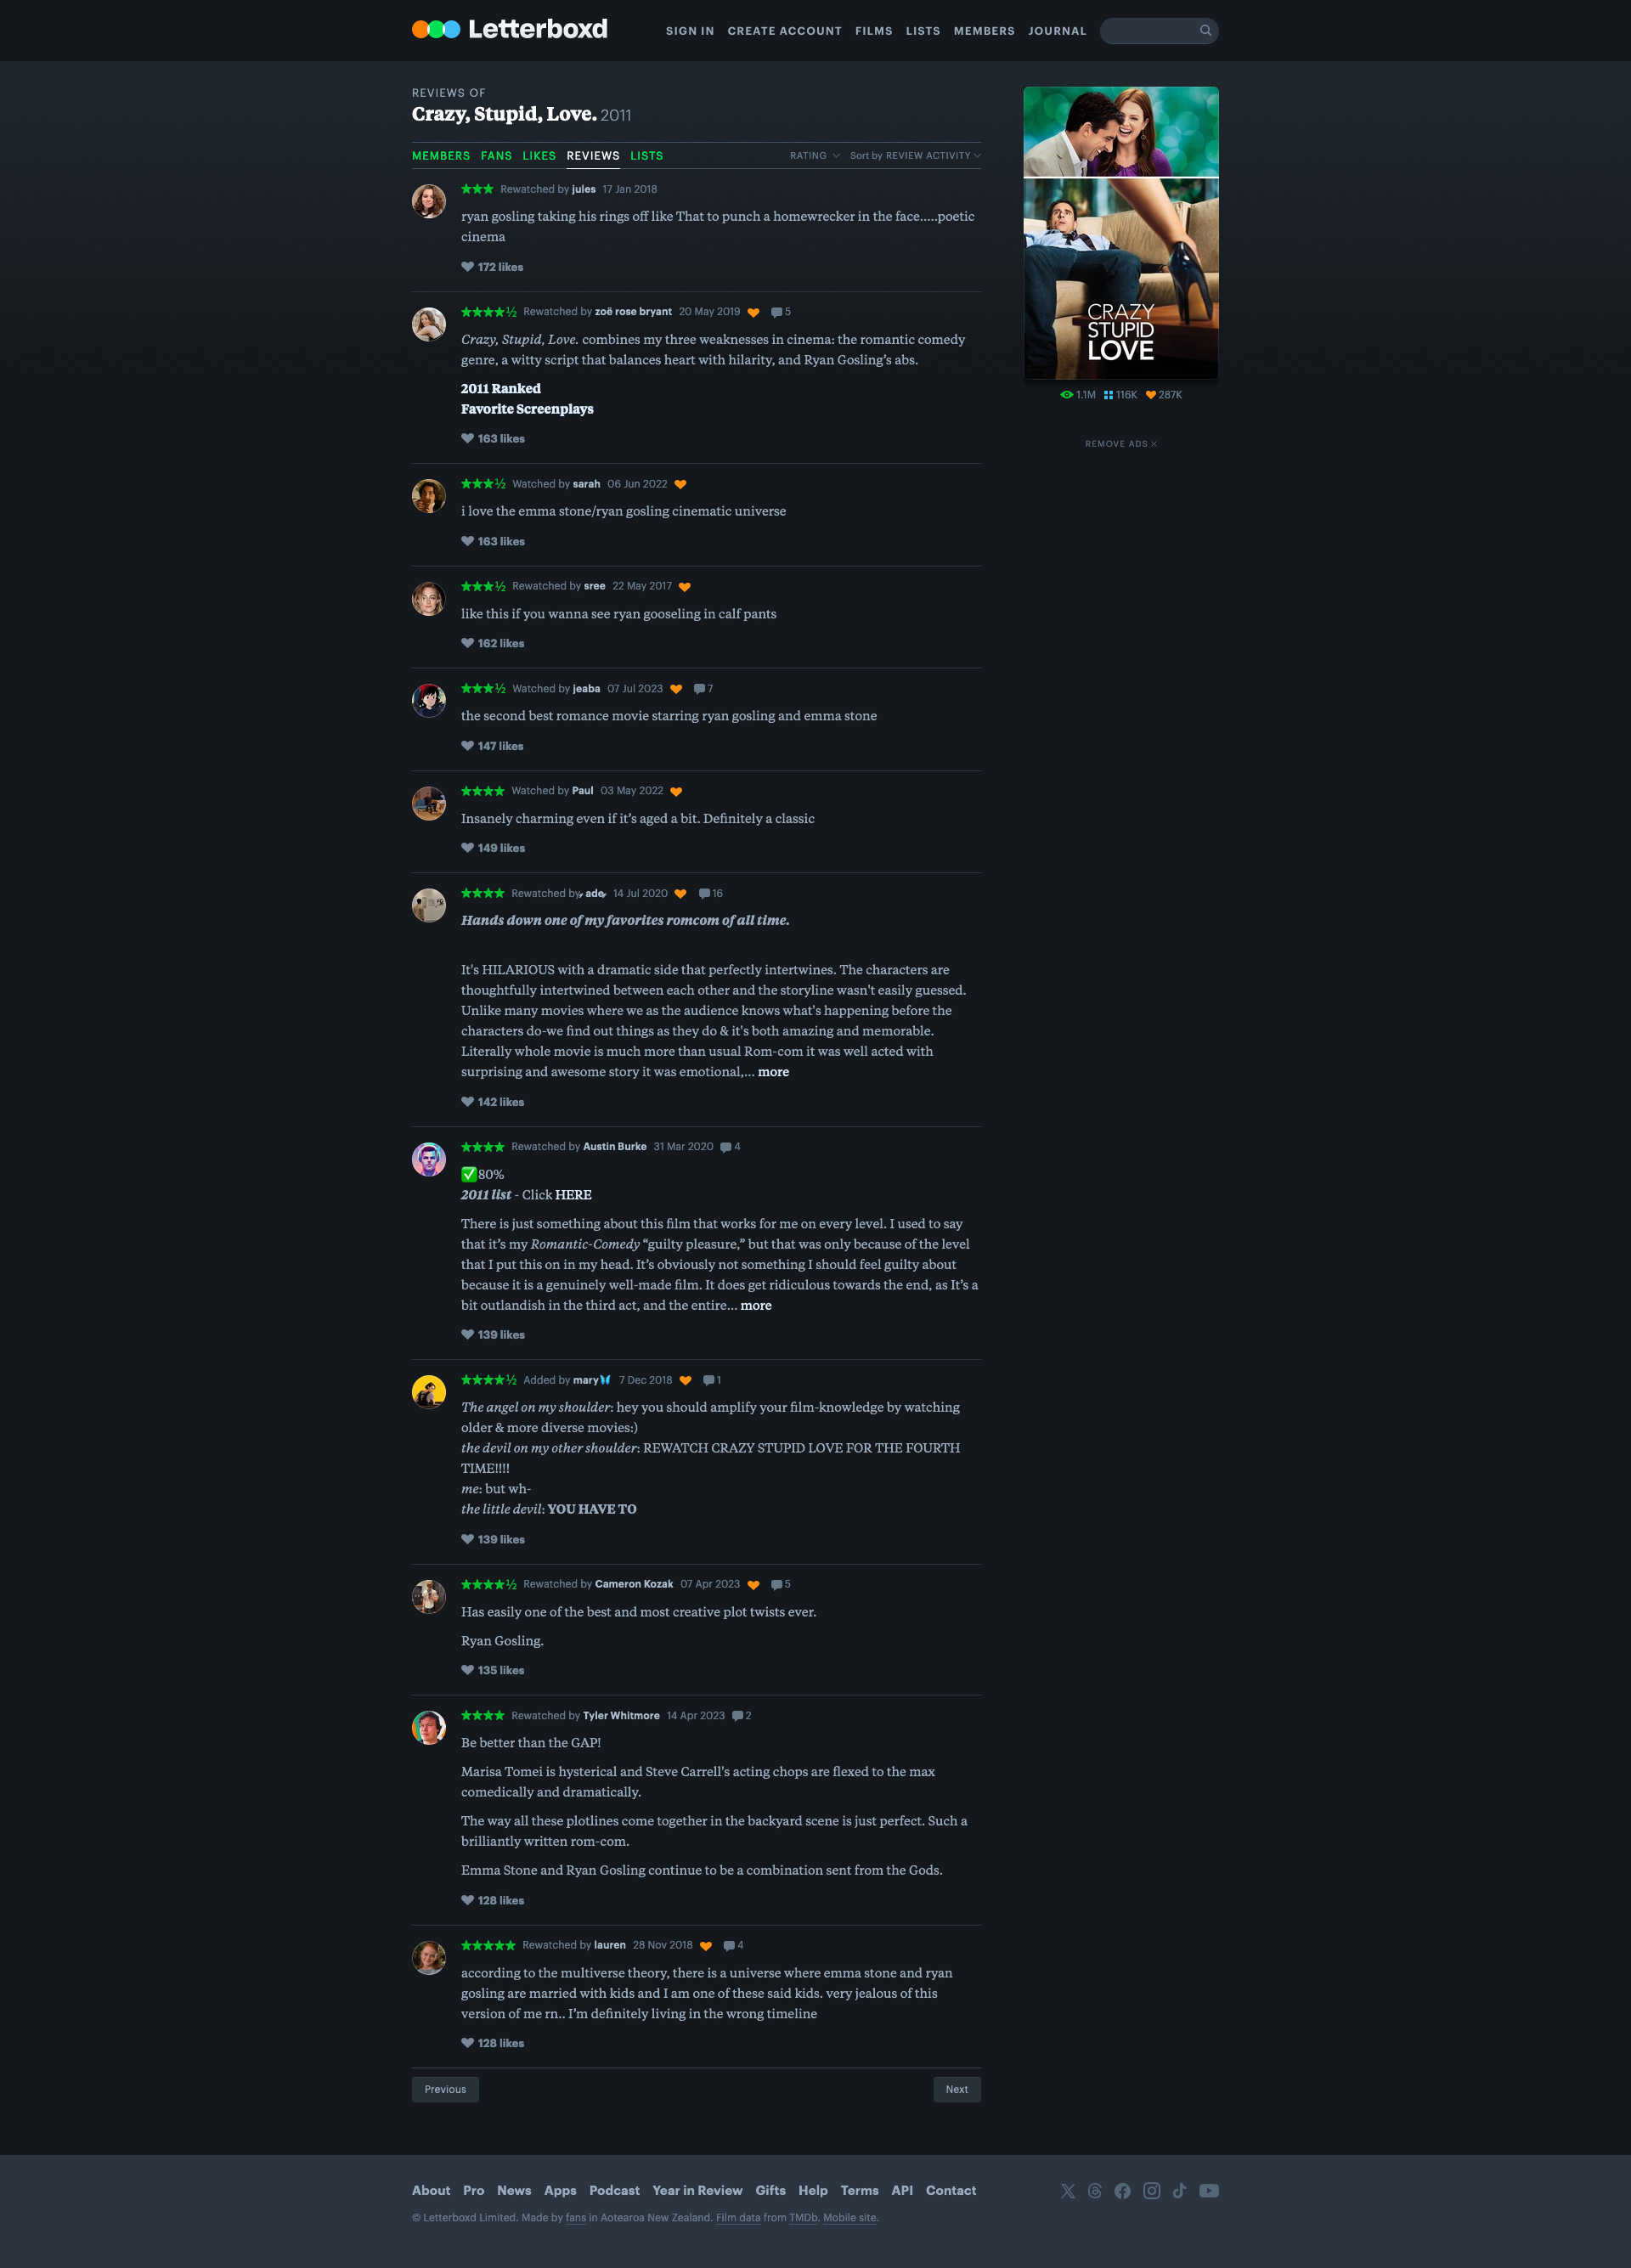 Letterboxd
SIGN IN CREATE ACCOUNT FILMS LISTS MEMBERS JOURNAL
REVIEWS OF
Crazy, Stupid, Love. 2011
MEMBERS FANS LIKES REVIEWS LISTS RATING Sort by REVIEW ACTIVITY
★★★ Rewatched by jules 17 Jan 2018
ryan gosling taking his rings off like That to punch a homewrecker in the face.....poetic
cinema
172 likes
★★★★½ Rewatched by zoë rose bryant 20 May 2019 5
Crazy, Stupid, Love. combines my three weaknesses in cinema: the romantic comedy
genre, a witty script that balances heart with hilarity, and Ryan Gosling’s abs.
2011 Ranked
Favorite Screenplays
163 likes
★★★½ Watched by sarah 06 Jun 2022
i love the emma stone/ryan gosling cinematic universe
163 likes
★★★½ Rewatched by sree 22 May 2017
like this if you wanna see ryan gooseling in calf pants
162 likes
★★★½ Watched by jeaba 07 Jul 2023 7
the second best romance movie starring ryan gosling and emma stone
147 likes
★★★★ Watched by Paul 03 May 2022
Insanely charming even if it’s aged a bit. Definitely a classic
149 likes
★★★★ Rewatched by ade 14 Jul 2020 16
Hands down one of my favorites romcom of all time.
It's HILARIOUS with a dramatic side that perfectly intertwines. The characters are
thoughtfully intertwined between each other and the storyline wasn't easily guessed.
Unlike many movies where we as the audience knows what's happening before the
characters do-we find out things as they do & it's both amazing and memorable.
Literally whole movie is much more than usual Rom-com it was well acted with
surprising and awesome story it was emotional,... more
142 likes
★★★★ Rewatched by Austin Burke 31 Mar 2020 4
✅80%
2011 list - Click HERE
There is just something about this film that works for me on every level. I used to say
that it’s my Romantic-Comedy “guilty pleasure,” but that was only because of the level
that I put this on in my head. It’s obviously not something I should feel guilty about
because it is a genuinely well-made film. It does get ridiculous towards the end, as It’s a
bit outlandish in the third act, and the entire... more
139 likes
★★★★½ Added by mary🦋 7 Dec 2018 1
The angel on my shoulder: hey you should amplify your film-knowledge by watching
older & more diverse movies:)
the devil on my other shoulder: REWATCH CRAZY STUPID LOVE FOR THE FOURTH
TIME!!!!
me: but wh-
the little devil: YOU HAVE TO
139 likes
★★★★½ Rewatched by Cameron Kozak 07 Apr 2023 5
Has easily one of the best and most creative plot twists ever.
Ryan Gosling.
135 likes
★★★★ Rewatched by Tyler Whitmore 14 Apr 2023 2
Be better than the GAP!
Marisa Tomei is hysterical and Steve Carrell's acting chops are flexed to the max
comedically and dramatically.
The way all these plotlines come together in the backyard scene is just perfect. Such a
brilliantly written rom-com.
Emma Stone and Ryan Gosling continue to be a combination sent from the Gods.
128 likes
★★★★★ Rewatched by lauren 28 Nov 2018 4
according to the multiverse theory, there is a universe where emma stone and ryan
gosling are married with kids and I am one of these said kids. very jealous of this
version of me rn.. I’m definitely living in the wrong timeline
128 likes
Previous Next
CRAZY
STUPID
LOVE
1.1M 116K 287K
REMOVE ADS
About Pro News Apps Podcast Year in Review Gifts Help Terms API Contact
© Letterboxd Limited. Made by fans in Aotearoa New Zealand. Film data from TMDb. Mobile site.